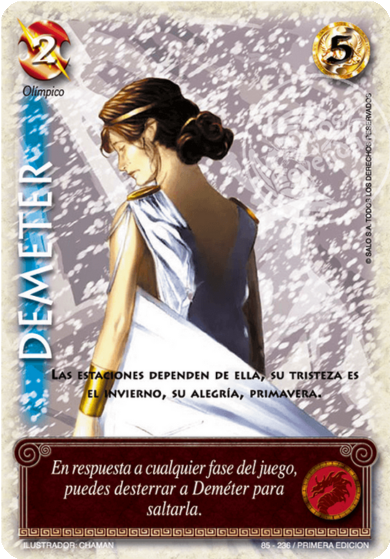 2
5
Olímpico
DEMÉTER
© SALO S.A. TODOS LOS DERECHOS RESERVADOS
LAS ESTACIONES DEPENDEN DE ELLA, SU TRISTEZA ES
EL INVIERNO, SU ALEGRÍA, PRIMAVERA.
En respuesta a cualquier fase del juego,
puedes desterrar a Deméter para
saltarla.
ILUSTRADOR: CHAMAN
85 - 236 / PRIMERA EDICION